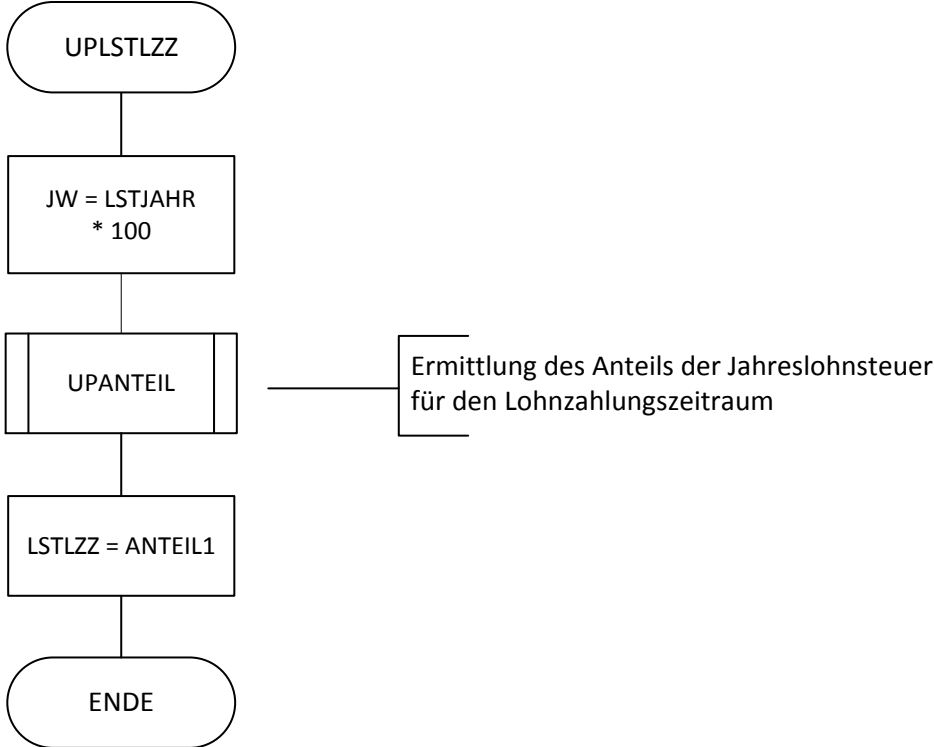 UPLSTLZZ
JW = LSTJAHR
* 100
UPANTEIL
Ermittlung des Anteils der Jahreslohnsteuer
für den Lohnzahlungszeitraum
LSTLZZ = ANTEIL1
ENDE